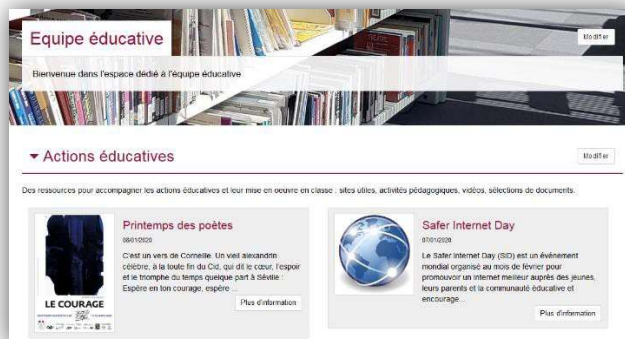 Equipe éducative
Modifier
Bienvenue dans l'espace dédié à l'équipe éducative
Actions éducatives
Modifier
Des ressources pour accompagner les actions éducatives et leur mise en oeuvre en classe : sites utiles, activités pédagogiques, vidéos, sélections de documents.
Printemps des poètes
08/01/2020
C'est un vers de Corneille. Un vieil alexandrin
célèbre, à la toute fin du Cid, qui dit le cœur, l'espoir
et le triomphe du temps quelque part à Séville :
Espère en ton courage, espère ...
Plus d'information
LE COURAGE
Safer Internet Day
07/01/2020
Le Safer Internet Day (SID) est un événement
mondial organisé au mois de février pour
promouvoir un internet meilleur auprès des jeunes,
leurs parents et la communauté éducative et
encourage...
Plus d'information